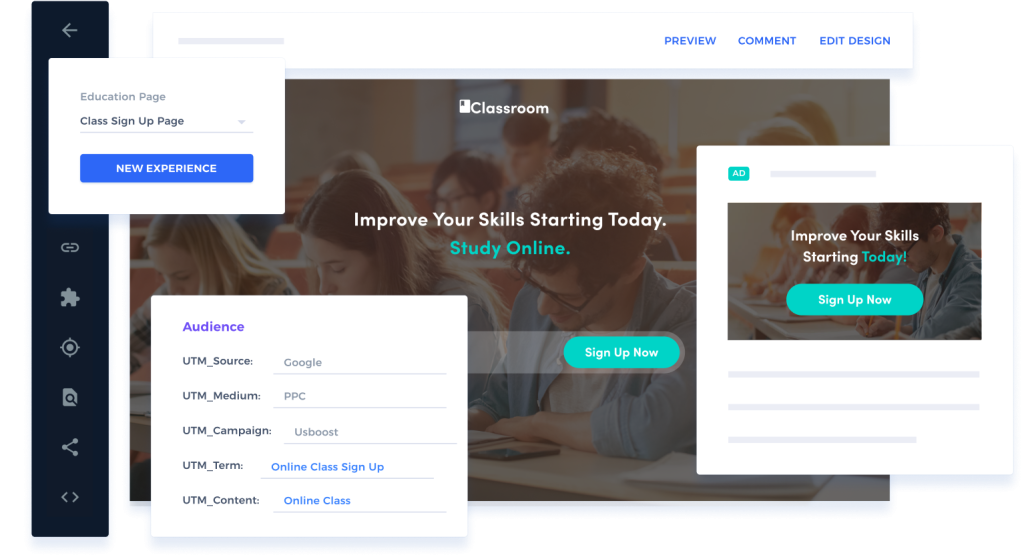 PREVIEW COMMENT EDIT DESIGN
Education Page
Class Sign Up Page
NEW EXPERIENCE
Classroom
Improve Your Skills Starting Today.
Study Online.
Sign Up Now
AD
Improve Your Skills
Starting Today!
Sign Up Now
Audience
UTM_Source: Google
UTM_Medium: PPC
UTM_Campaign: Usboost
UTM_Term: Online Class Sign Up
UTM_Content: Online Class